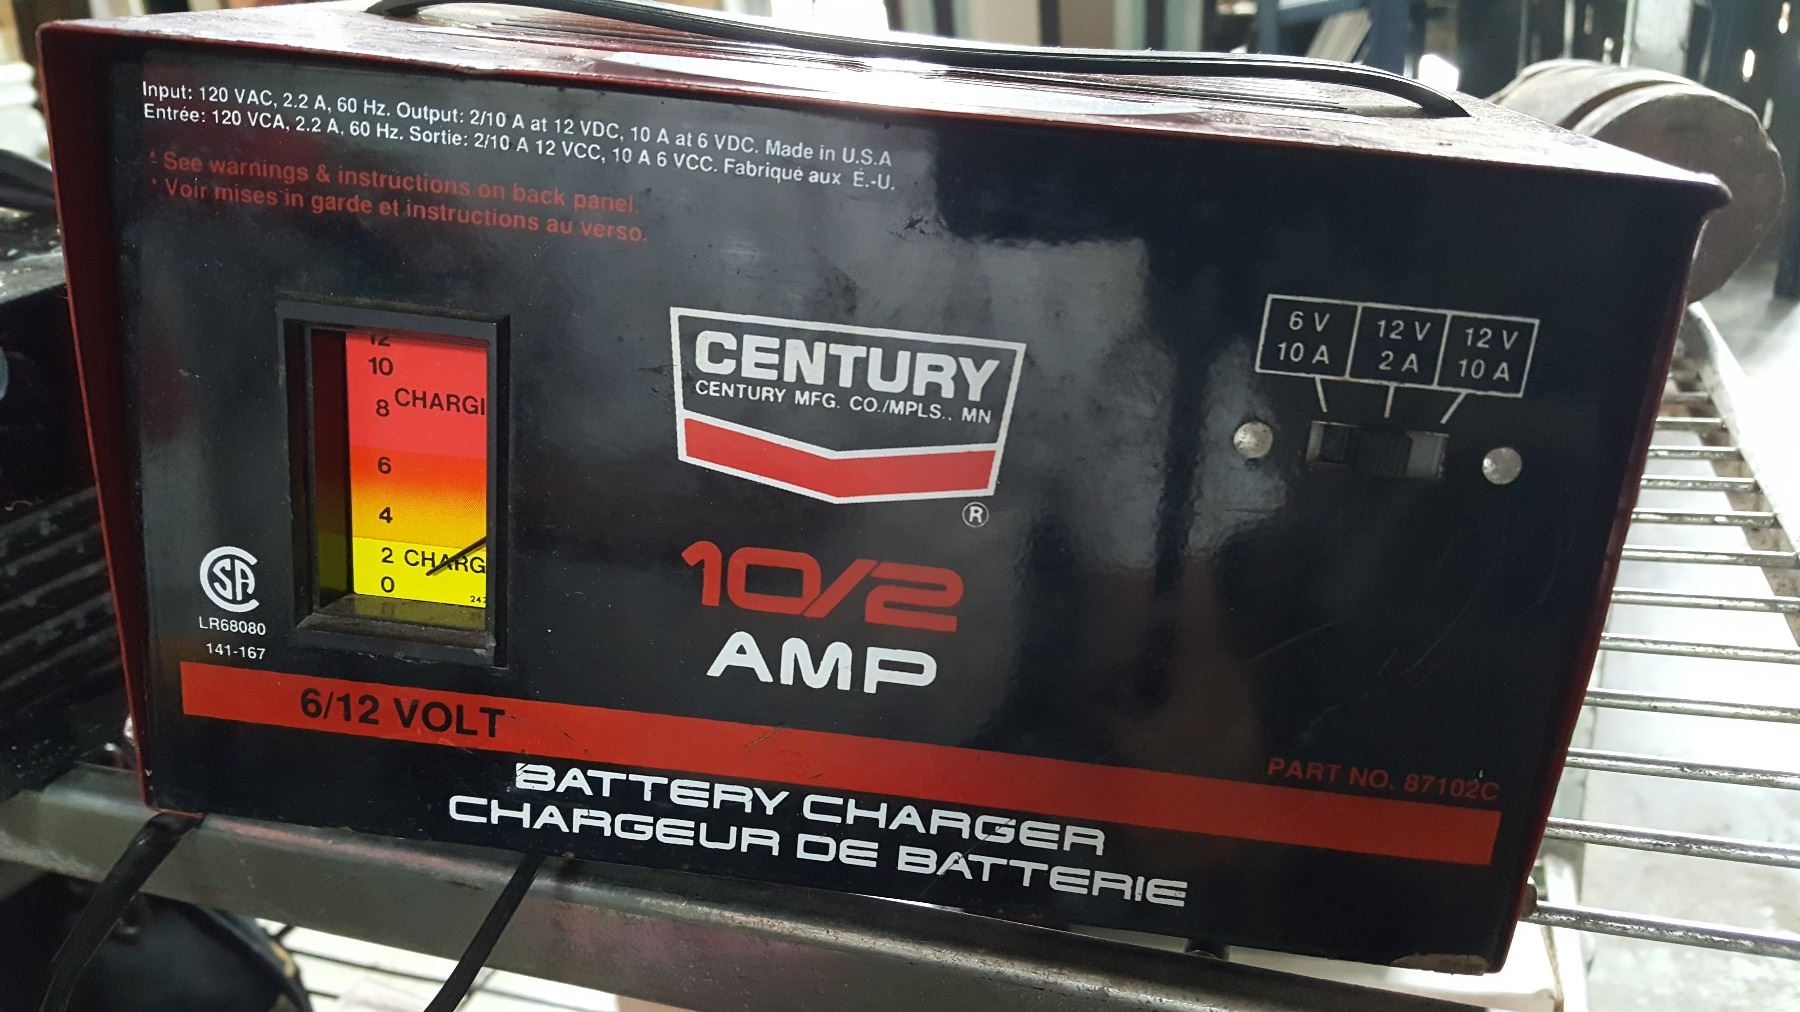 Input: 120 VAC, 2.2 A, 60 Hz. Output: 2/10 A at 12 VDC, 10 A at 6 VDC. Made in U.S.A
Entrée: 120 VCA, 2.2 A, 60 Hz. Sortie: 2/10 A 12 VCC, 10 A 6 VCC. Fabriqué aux É.-U.
* See warnings & instructions on back panel.
* Voir mises in garde et instructions au verso.
12
10
8 CHARGI
6
4
2 CHARG
0
CENTURY
CENTURY MFG. CO./MPLS., MN
®
10/2
AMP
6 V
10 A
12 V
2 A
12 V
10 A
SA
LR68080
141-167
6/12 VOLT
PART NO. 87102C
BATTERY CHARGER
CHARGEUR DE BATTERIE